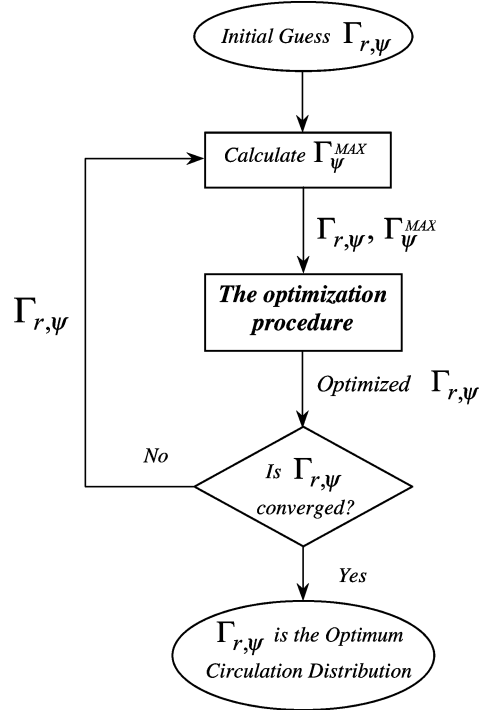 Initial Guess Γr,ψ
Calculate ΓψMAX
Γr,ψ, ΓψMAX
The optimization
procedure
Γr,ψ
Optimized Γr,ψ
No
Is Γr,ψ
converged?
Yes
Γr,ψ is the Optimum
Circulation Distribution